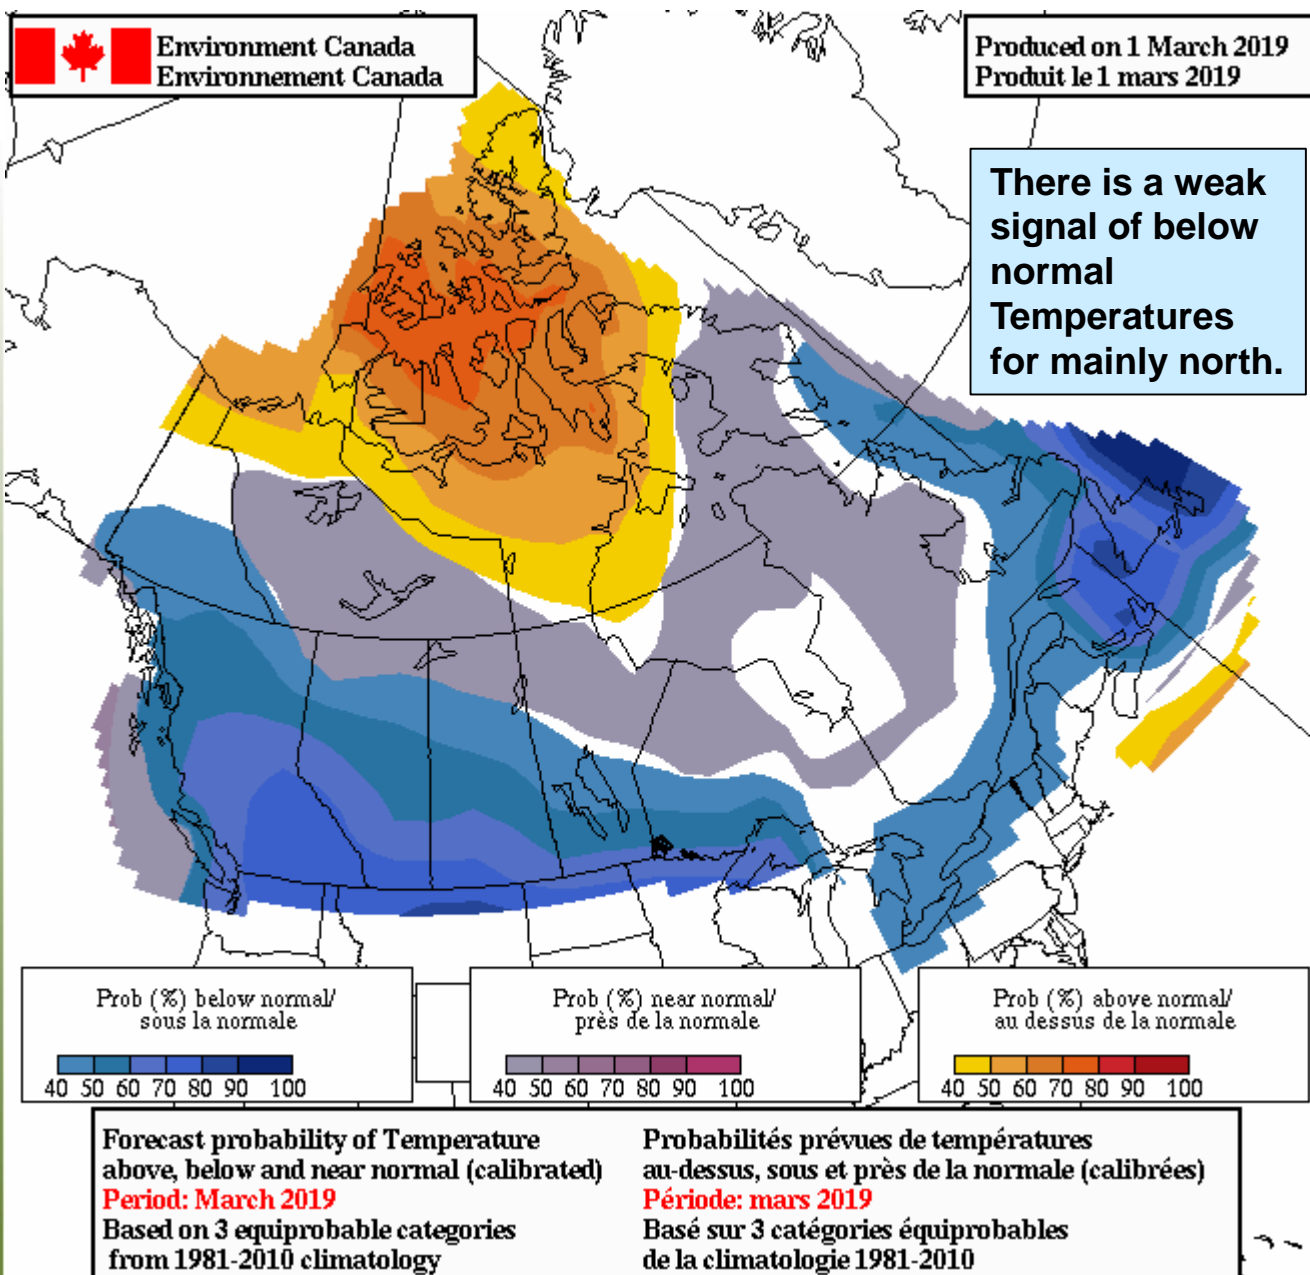 Environment Canada
Environnement Canada
Produced on 1 March 2019
Produit le 1 mars 2019
There is a weak
signal of below
normal
Temperatures
for mainly north.
Prob (%) below normal/
sous la normale
40 50 60 70 80 90 100
Prob (%) near normal/
près de la normale
40 50 60 70 80 90 100
Prob (%) above normal/
au dessus de la normale
40 50 60 70 80 90 100
Forecast probability of Temperature
above, below and near normal (calibrated)
Period: March 2019
Based on 3 equiprobable categories
from 1981-2010 climatology
Probabilités prévues de températures
au-dessus, sous et près de la normale (calibrées)
Période: mars 2019
Basé sur 3 catégories équiprobables
de la climatologie 1981-2010